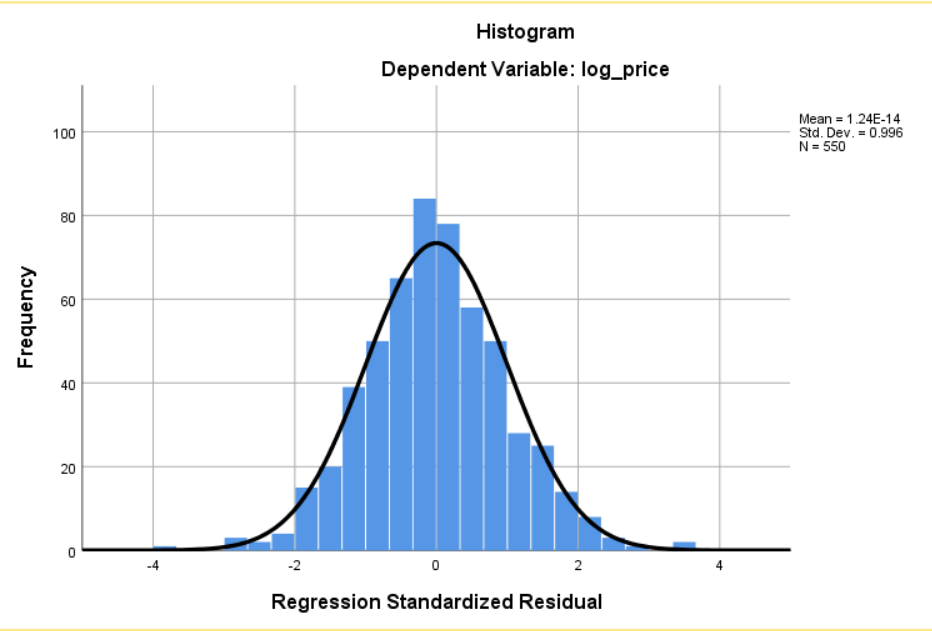 Histogram
Dependent Variable: log_price
Mean = 1.24E-14
Std. Dev. = 0.996
N = 550
100
80
60
40
20
0
Frequency
-4
-2
0
2
4
Regression Standardized Residual